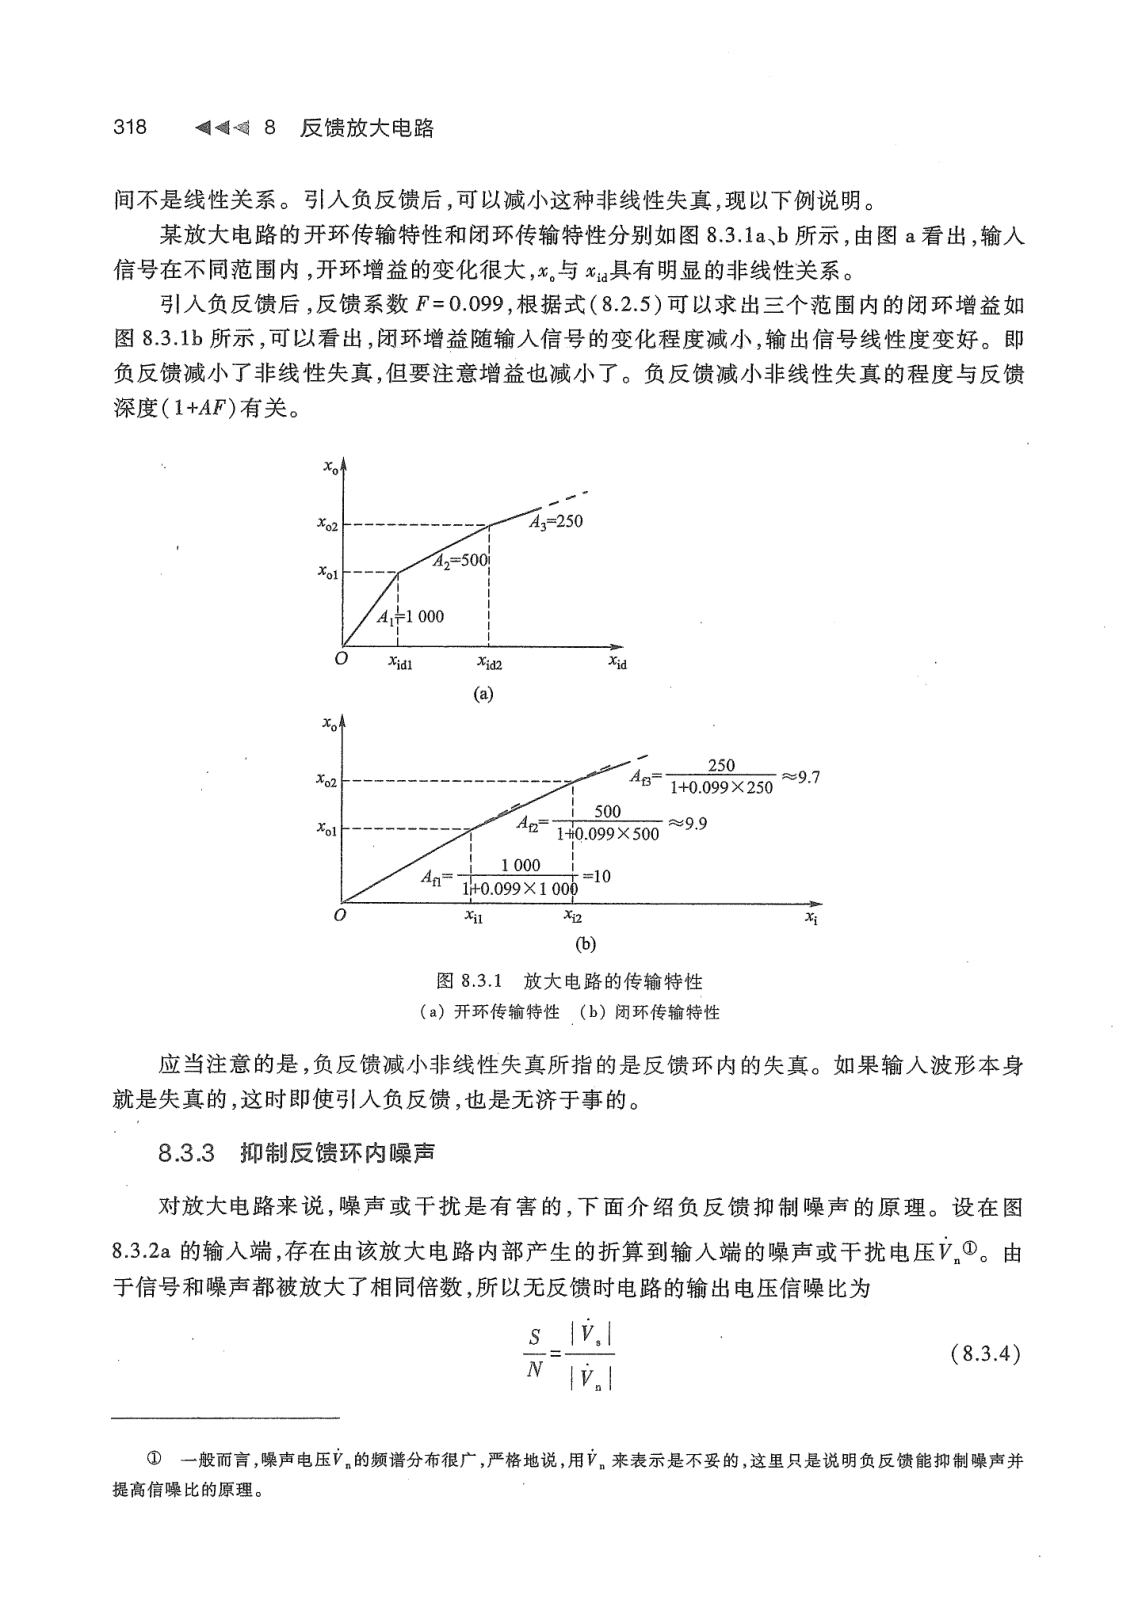 318 8 反馈放大电路
间不是线性关系。引入负反馈后,可以减小这种非线性失真,现以下例说明。
某放大电路的开环传输特性和闭环传输特性分别如图 8.3.1a、b 所示,由图 a 看出,输入
信号在不同范围内,开环增益的变化很大,xo与 xid具有明显的非线性关系。
引入负反馈后,反馈系数 F=0.099,根据式(8.2.5)可以求出三个范围内的闭环增益如
图 8.3.1b 所示,可以看出,闭环增益随输入信号的变化程度减小,输出信号线性度变好。即
负反馈减小了非线性失真,但要注意增益也减小了。负反馈减小非线性失真的程度与反馈
深度(1+AF)有关。
xo
xo2
A3=250
xo1
A2=500
A1=1 000
O xid1 xid2 xid
(a)
xo
xo2
Af3=250/(1+0.099×250)≈9.7
xo1
Af2=500/(1+0.099×500)≈9.9
Af1=1 000/(1+0.099×1 000)=10
O xi1 xi2 xi
(b)
图 8.3.1 放大电路的传输特性
(a) 开环传输特性 (b) 闭环传输特性
应当注意的是,负反馈减小非线性失真所指的是反馈环内的失真。如果输入波形本身
就是失真的,这时即使引入负反馈,也是无济于事的。
8.3.3 抑制反馈环内噪声
对放大电路来说,噪声或干扰是有害的,下面介绍负反馈抑制噪声的原理。设在图
8.3.2a 的输入端,存在由该放大电路内部产生的折算到输入端的噪声或干扰电压V̇n①。由
于信号和噪声都被放大了相同倍数,所以无反馈时电路的输出电压信噪比为
S/N=|V̇s|/|V̇n| (8.3.4)
① 一般而言,噪声电压V̇n的频谱分布很广,严格地说,用V̇n 来表示是不妥的,这里只是说明负反馈能抑制噪声并
提高信噪比的原理。